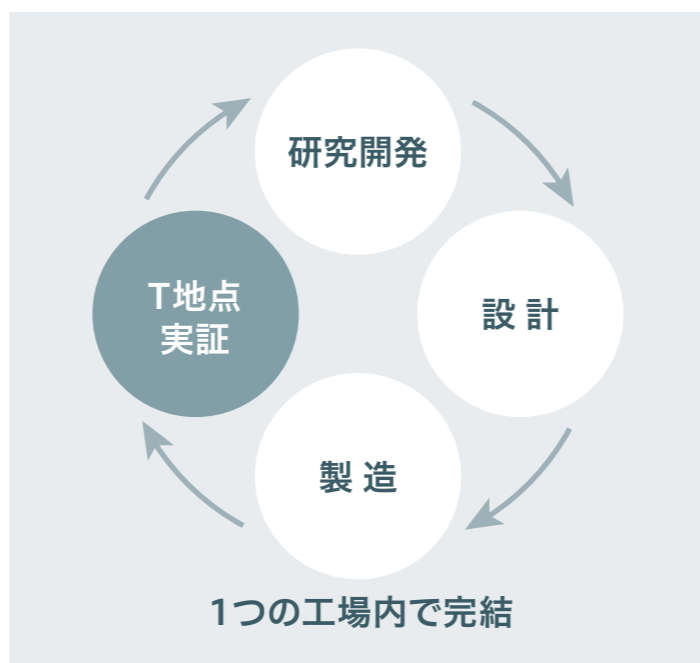 研究開発
設 計
製 造
T地点
実証
1つの工場内で完結